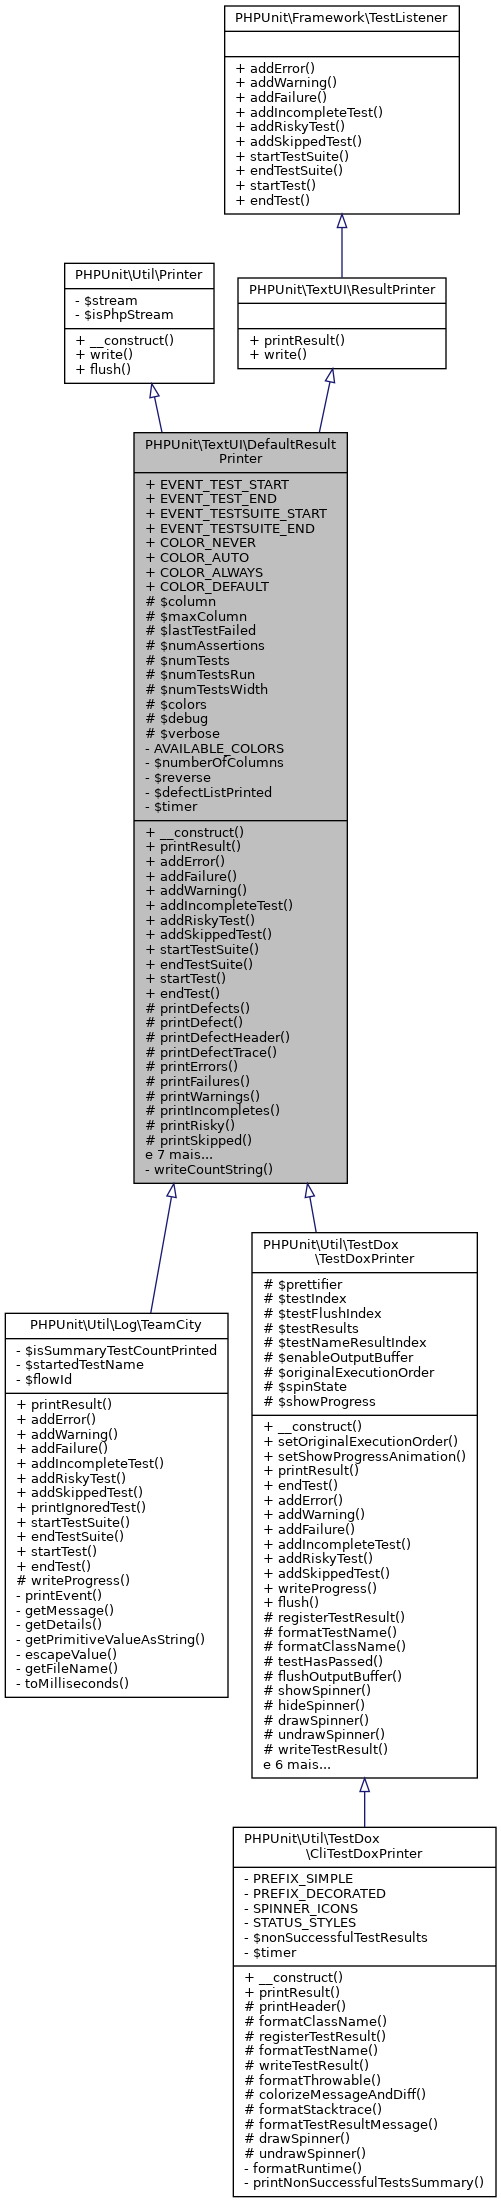 PHPUnit\Framework\TestListener
+ addError()
+ addWarning()
+ addFailure()
+ addIncompleteTest()
+ addRiskyTest()
+ addSkippedTest()
+ startTestSuite()
+ endTestSuite()
+ startTest()
+ endTest()
PHPUnit\Util\Printer
- $stream
- $isPhpStream
+ __construct()
+ write()
+ flush()
PHPUnit\TextUI\ResultPrinter
+ printResult()
+ write()
PHPUnit\TextUI\DefaultResult
Printer
+ EVENT_TEST_START
+ EVENT_TEST_END
+ EVENT_TESTSUITE_START
+ EVENT_TESTSUITE_END
+ COLOR_NEVER
+ COLOR_AUTO
+ COLOR_ALWAYS
+ COLOR_DEFAULT
# $column
# $maxColumn
# $lastTestFailed
# $numAssertions
# $numTests
# $numTestsRun
# $numTestsWidth
# $colors
# $debug
# $verbose
- AVAILABLE_COLORS
- $numberOfColumns
- $reverse
- $defectListPrinted
- $timer
+ __construct()
+ printResult()
+ addError()
+ addFailure()
+ addWarning()
+ addIncompleteTest()
+ addRiskyTest()
+ addSkippedTest()
+ startTestSuite()
+ endTestSuite()
+ startTest()
+ endTest()
# printDefects()
# printDefect()
# printDefectHeader()
# printDefectTrace()
# printErrors()
# printFailures()
# printWarnings()
# printIncompletes()
# printRisky()
# printSkipped()
e 7 mais...
- writeCountString()
PHPUnit\Util\Log\TeamCity
- $isSummaryTestCountPrinted
- $startedTestName
- $flowId
+ printResult()
+ addError()
+ addWarning()
+ addFailure()
+ addIncompleteTest()
+ addRiskyTest()
+ addSkippedTest()
+ printIgnoredTest()
+ startTestSuite()
+ endTestSuite()
+ startTest()
+ endTest()
# writeProgress()
- printEvent()
- getMessage()
- getDetails()
- getPrimitiveValueAsString()
- escapeValue()
- getFileName()
- toMilliseconds()
PHPUnit\Util\TestDox
\TestDoxPrinter
# $prettifier
# $testIndex
# $testFlushIndex
# $testResults
# $testNameResultIndex
# $enableOutputBuffer
# $originalExecutionOrder
# $spinState
# $showProgress
+ __construct()
+ setOriginalExecutionOrder()
+ setShowProgressAnimation()
+ printResult()
+ endTest()
+ addError()
+ addWarning()
+ addFailure()
+ addIncompleteTest()
+ addRiskyTest()
+ addSkippedTest()
+ writeProgress()
+ flush()
# registerTestResult()
# formatTestName()
# formatClassName()
# testHasPassed()
# flushOutputBuffer()
# showSpinner()
# hideSpinner()
# drawSpinner()
# undrawSpinner()
# writeTestResult()
e 6 mais...
PHPUnit\Util\TestDox
\CliTestDoxPrinter
- PREFIX_SIMPLE
- PREFIX_DECORATED
- SPINNER_ICONS
- STATUS_STYLES
- $nonSuccessfulTestResults
- $timer
+ __construct()
+ printResult()
# printHeader()
# formatClassName()
# registerTestResult()
# formatTestName()
# writeTestResult()
# formatThrowable()
# colorizeMessageAndDiff()
# formatStacktrace()
# formatTestResultMessage()
# drawSpinner()
# undrawSpinner()
- formatRuntime()
- printNonSuccessfulTestsSummary()